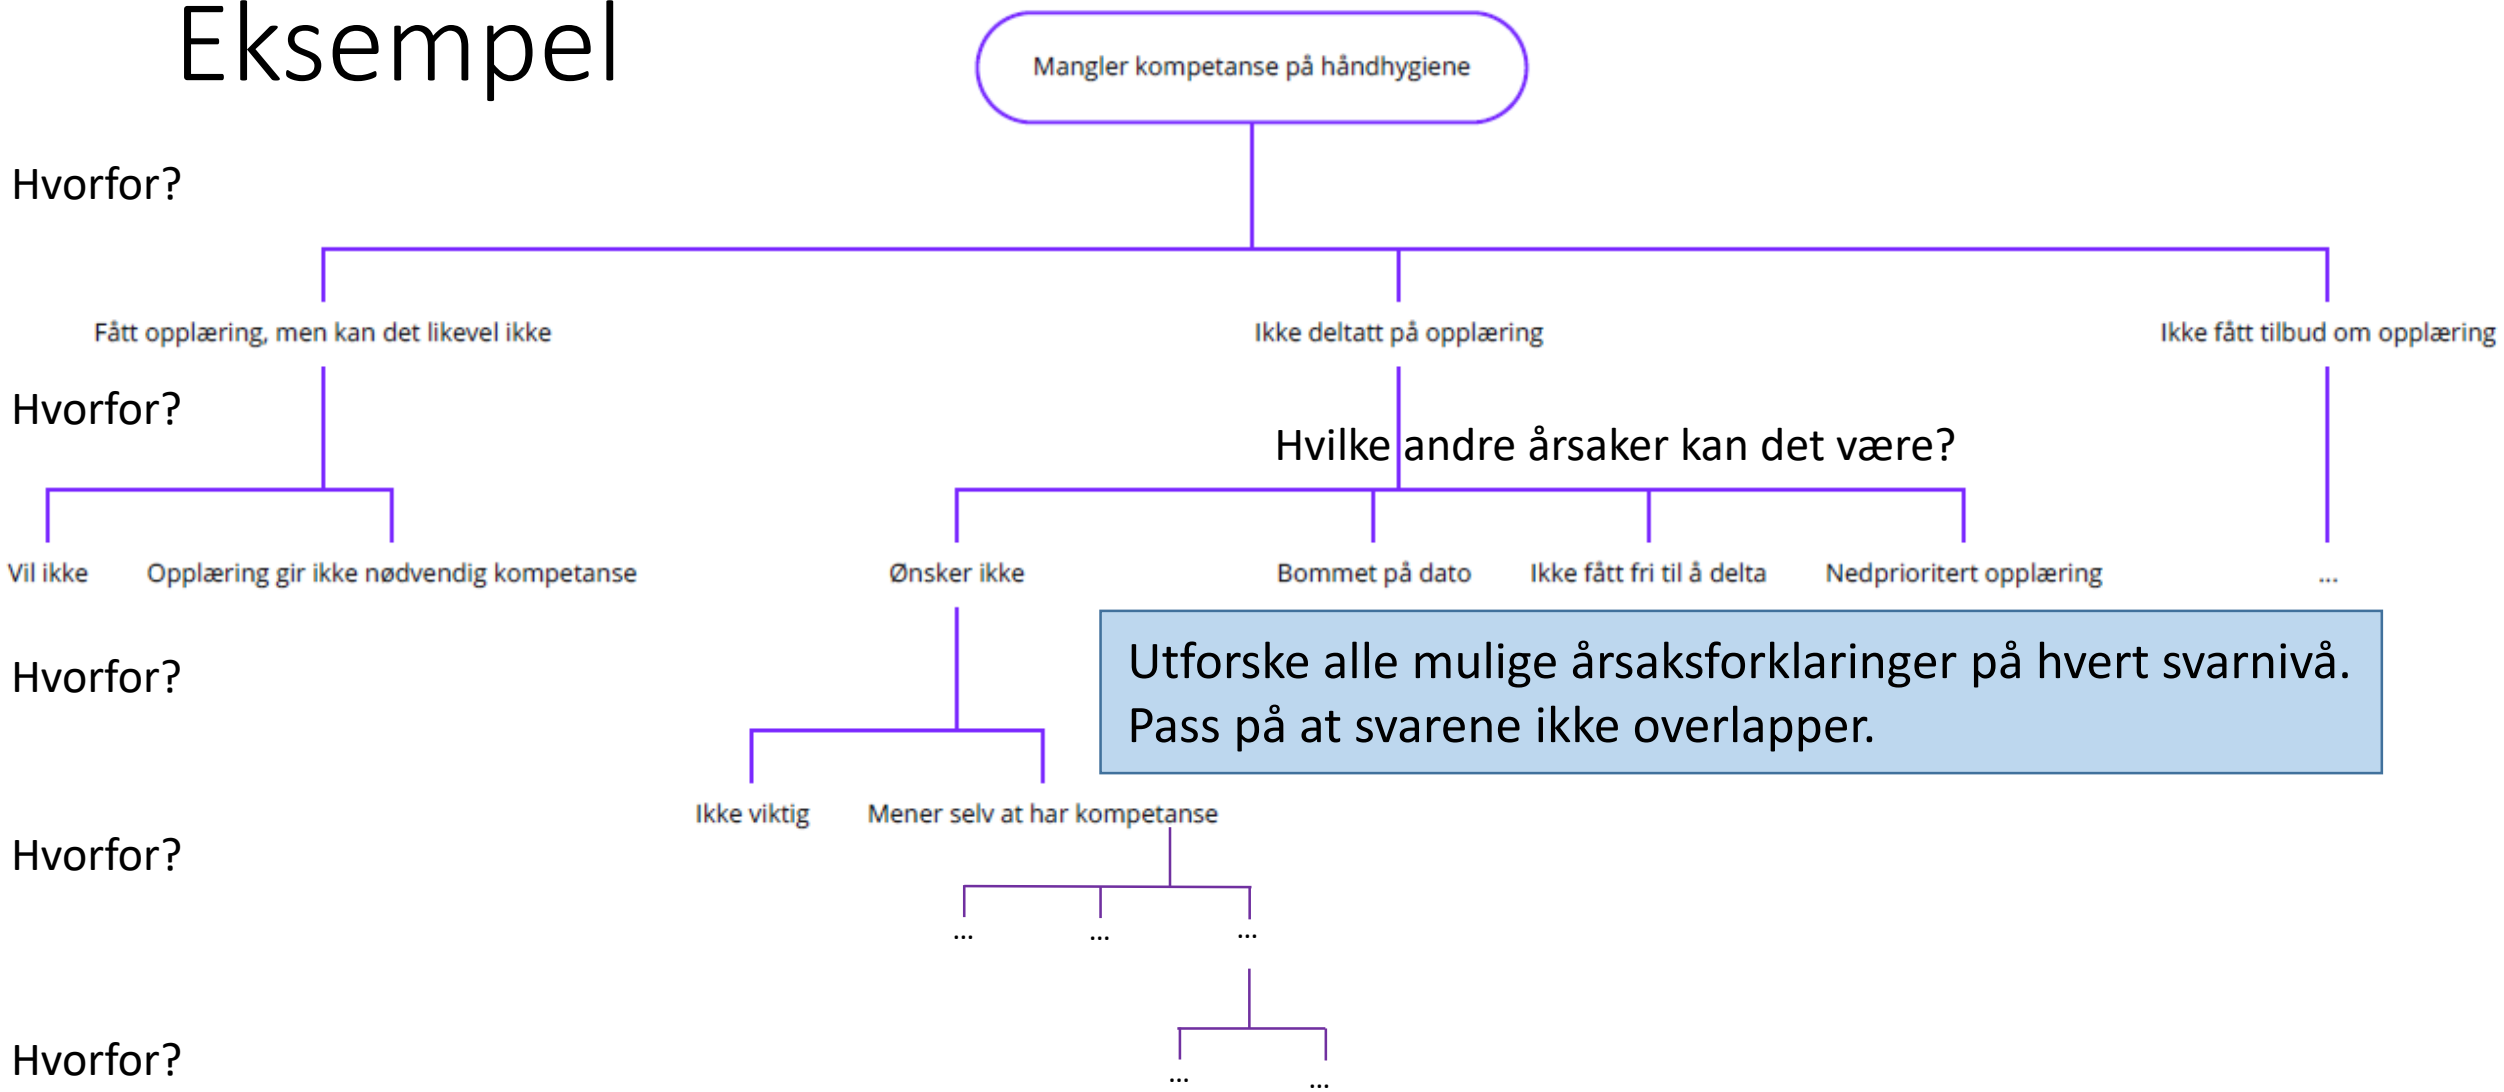 Eksempel
Mangler kompetanse på håndhygiene
Hvorfor?
Fått opplæring, men kan det likevel ikke
Ikke deltatt på opplæring
Ikke fått tilbud om opplæring
Hvorfor?
Hvilke andre årsaker kan det være?
Vil ikke
Opplæring gir ikke nødvendig kompetanse
Ønsker ikke
Bommet på dato
Ikke fått fri til å delta
Nedprioritert opplæring
...
Hvorfor?
Utforske alle mulige årsaksforklaringer på hvert svarnivå.
Pass på at svarene ikke overlapper.
Ikke viktig
Mener selv at har kompetanse
Hvorfor?
...
...
...
Hvorfor?
...
...